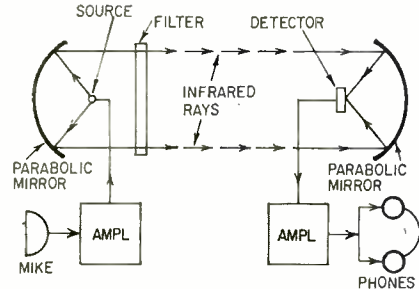 SOURCE
FILTER
DETECTOR
INFRARED
RAYS
PARABOLIC
MIRROR
PARABOLIC
MIRROR
AMPL
AMPL
MIKE
PHONES